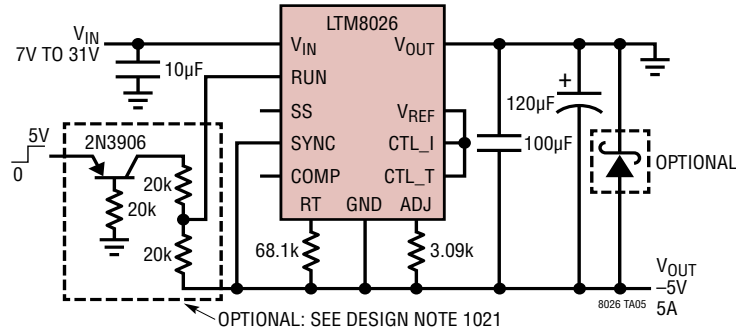 LTM8026
VIN
7V TO 31V
VIN
VOUT
10µF
RUN
SS
SYNC
COMP
VREF
CTL_I
CTL_T
RT
GND
ADJ
120µF
+
100µF
OPTIONAL
5V
0
2N3906
20k
20k
20k
68.1k
3.09k
VOUT
–5V
5A
8026 TA05
OPTIONAL: SEE DESIGN NOTE 1021